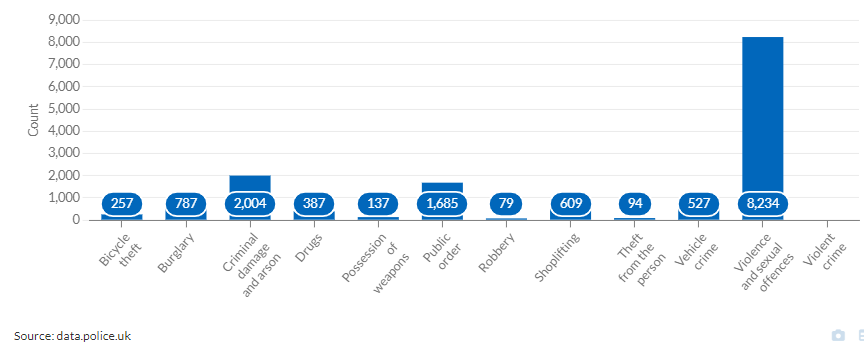 9,000
8,000
7,000
6,000
5,000
4,000
3,000
2,000
1,000
0
Count
257
787
2,004
387
137
1,685
79
609
94
527
8,234
Bicycle
theft
Burglary
Criminal
damage
and arson
Drugs
Possession
of
weapons
Public
order
Robbery
Shoplifting
Theft
from the
person
Vehicle
crime
Violence
and sexual
offences
Violent
crime
Source: data.police.uk